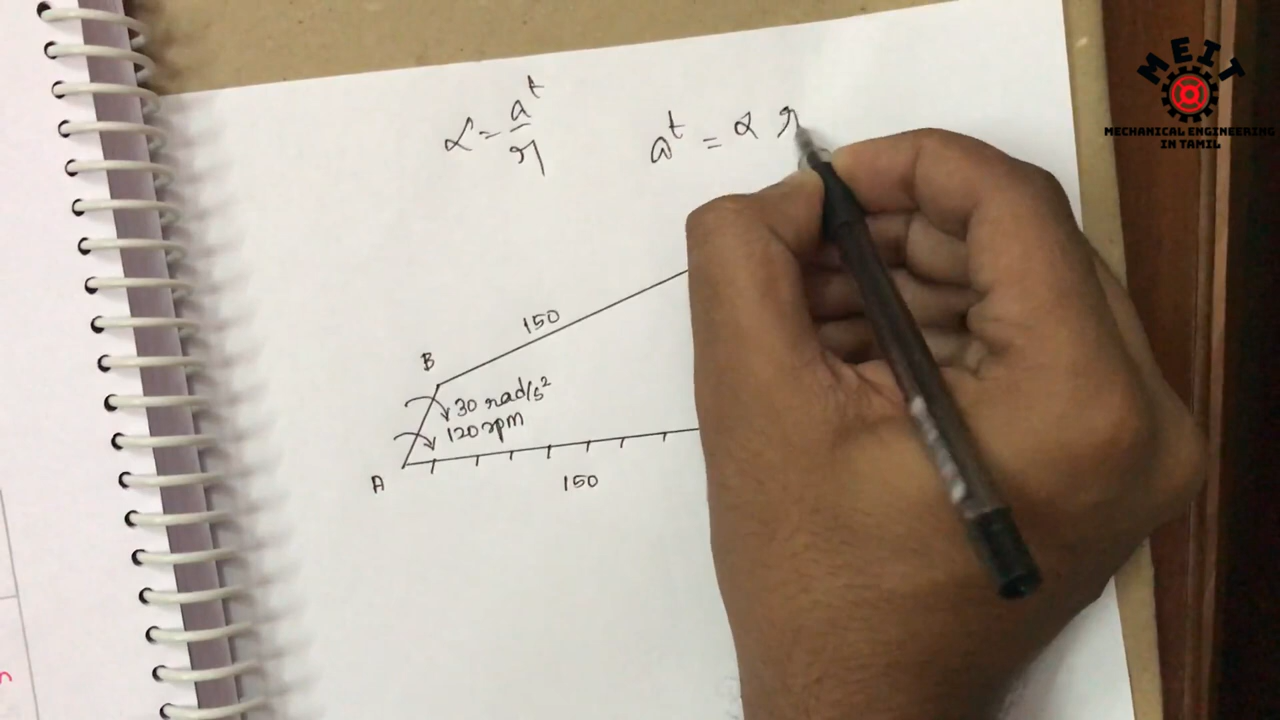 α = a^t / r
a^t = α r
150
B
30 rad/s²
120 rpm
A
150
MEIT
MECHANICAL ENGINEERING
IN TAMIL